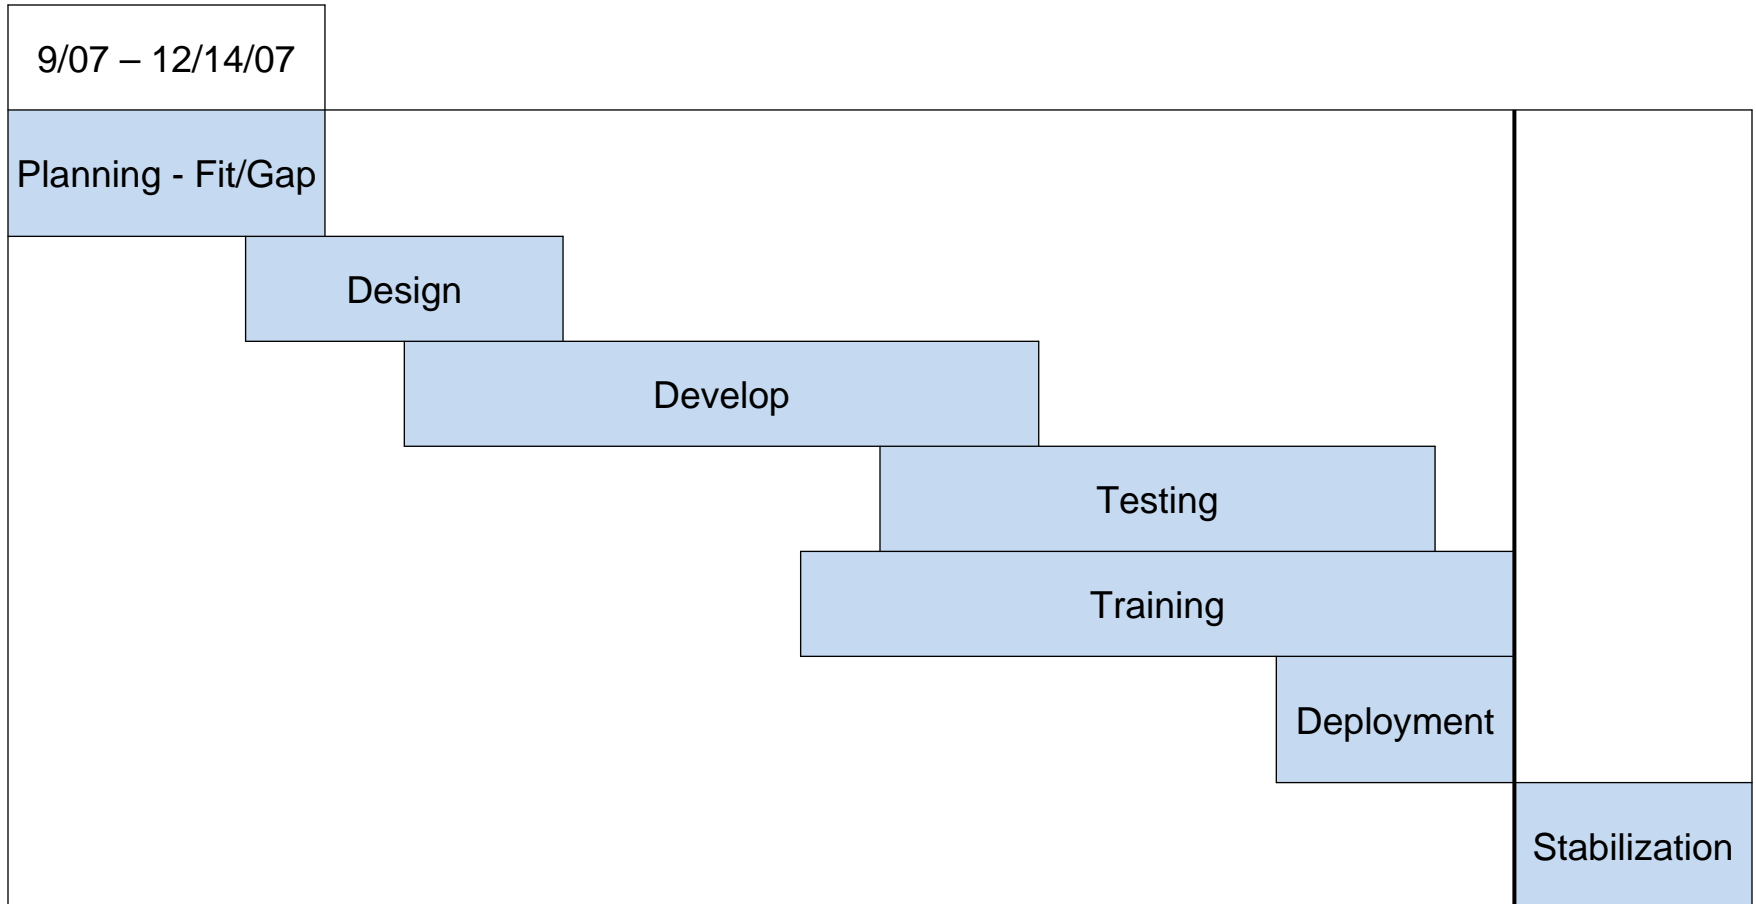 9/07 – 12/14/07
Planning - Fit/Gap
Design
Develop
Testing
Training
Deployment
Stabilization